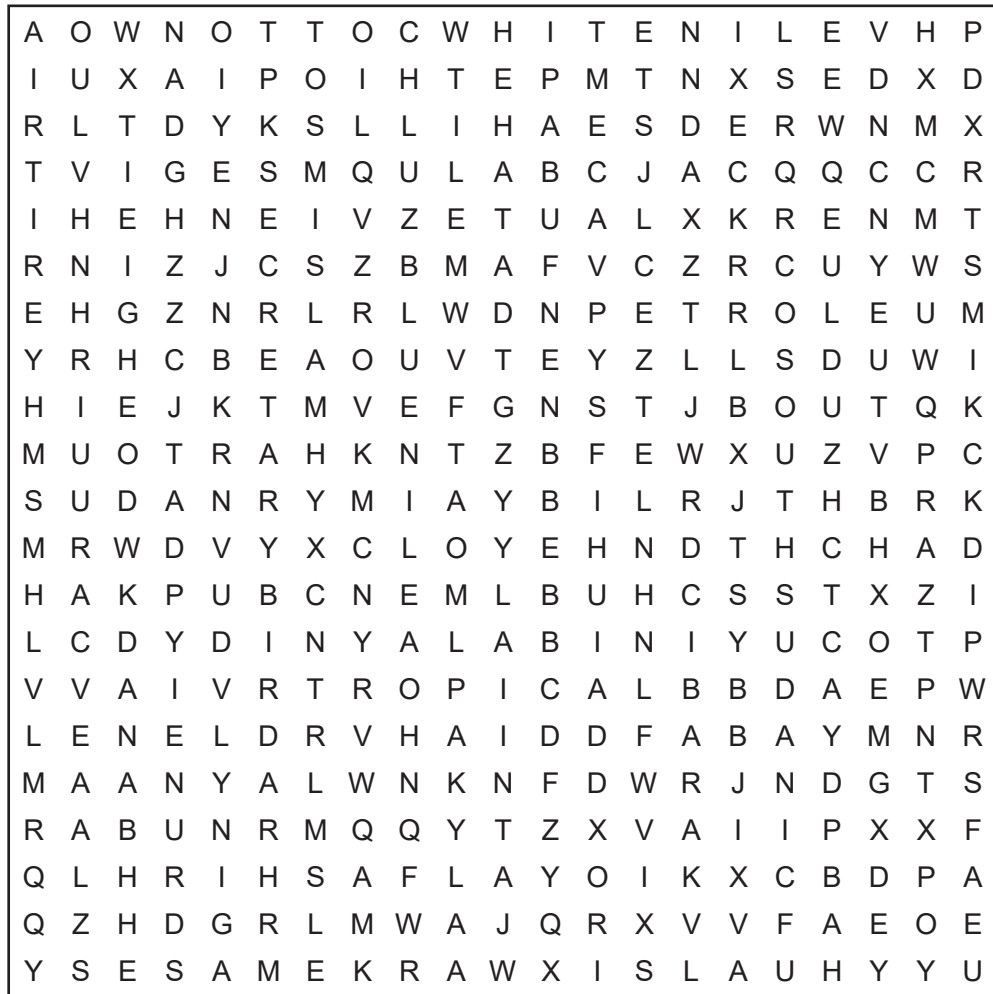 A O W N O T T O C W H I T E N I L E V H P
I U X A I P O I H T E P M T N X S E D X D
R L T D Y K S L L I H A E S D E R W N M X
T V I G E S M Q U L A B C J A C Q Q C C R
I H E H N E I V Z E T U A L X K R E N M T
R N I Z J C S Z B M A F V C Z R C U Y W S
E H G Z N R L R L W D N P E T R O L E U M
Y R H C B E A O U V T E Y Z L L S D U W I
H I E J K T M V E F G N S T J B O U T Q K
M U O T R A H K N T Z B F E W X U Z V P C
S U D A N R Y M I A Y B I L R J T H B R K
M R W D V Y X C L O Y E H N D T H C H A D
H A K P U B C N E M L B U H C S S T X Z I
L C D Y D I N Y A L A B I N I Y U C O T P
V V A I V R T R O P I C A L B B D A E P W
L E N E L D R V H A I D D F A B A Y M N R
M A A N Y A L W N K N F D W R J N D G T S
R A B U N R M Q Q Y T Z X V A I I P X X F
Q L H R I H S A F L A Y O I K X C B D P A
Q Z H D G R L M W A J Q R X V V F A E O E
Y S E S A M E K R A W X I S L A U H Y Y U